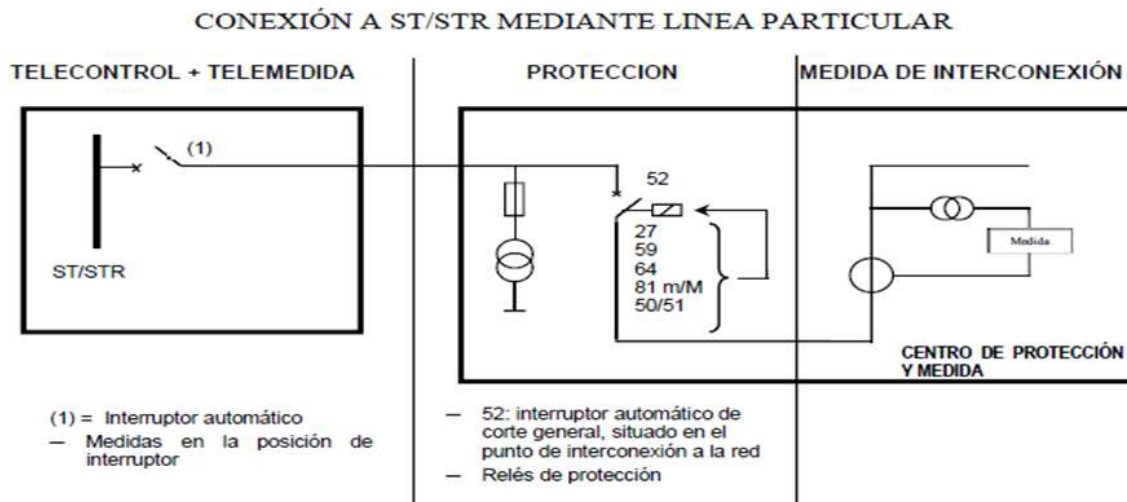 CONEXIÓN A ST/STR MEDIANTE LINEA PARTICULAR
TELECONTROL + TELEMEDIDA
PROTECCION
MEDIDA DE INTERCONEXIÓN
(1)
ST/STR
52
27
59
64
81 m/M
50/51
Medida
CENTRO DE PROTECCIÓN
Y MEDIDA
(1) = Interruptor automático
— Medidas en la posición de
interruptor
— 52: interruptor automático de
corte general, situado en el
punto de interconexión a la red
— Relés de protección